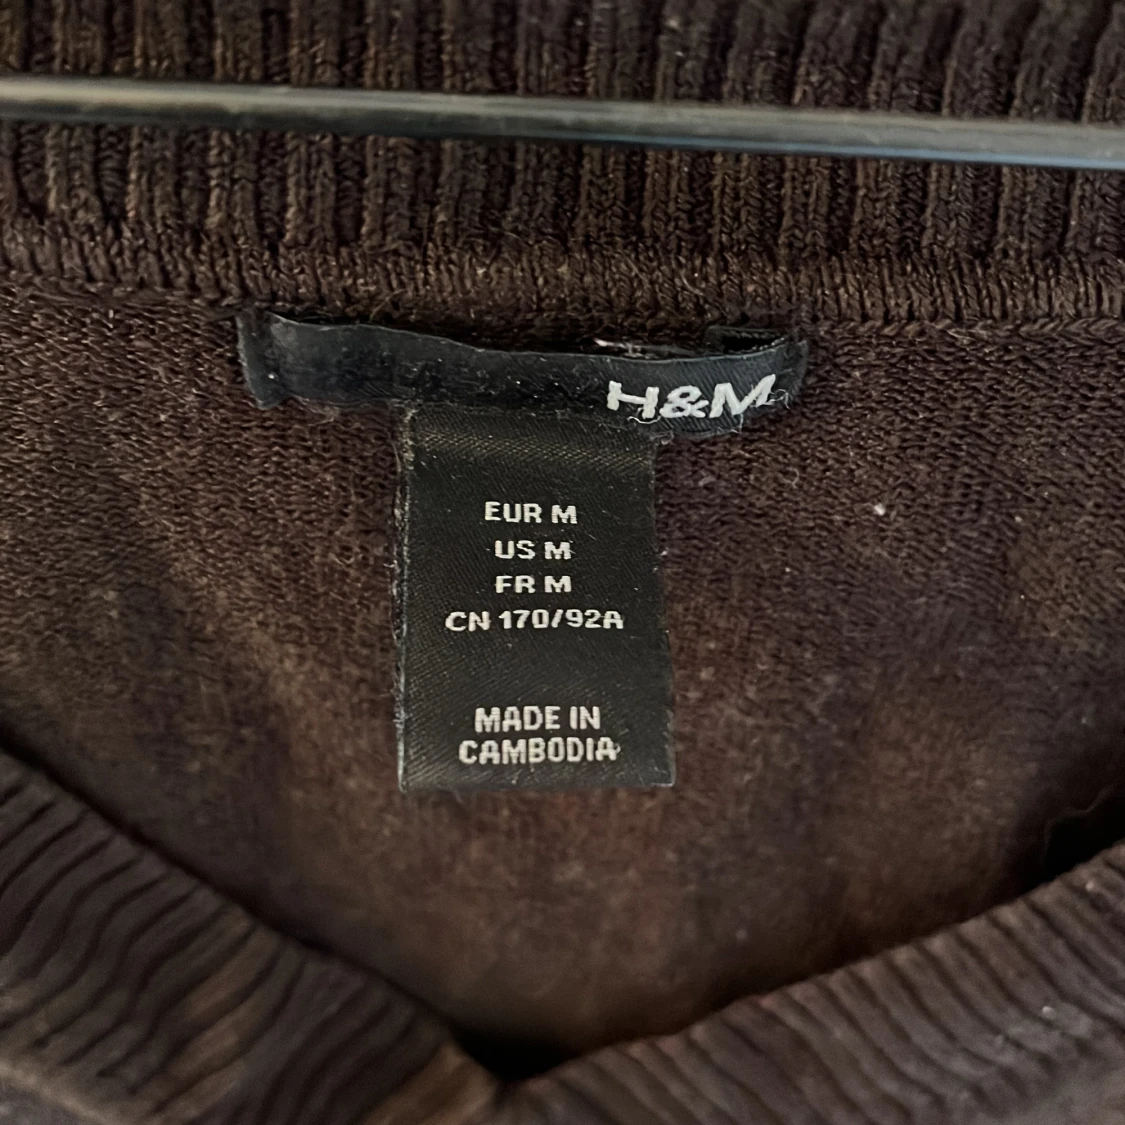 H&M
EUR M
US M
FR M
CN 170/92A
MADE IN
CAMBODIA